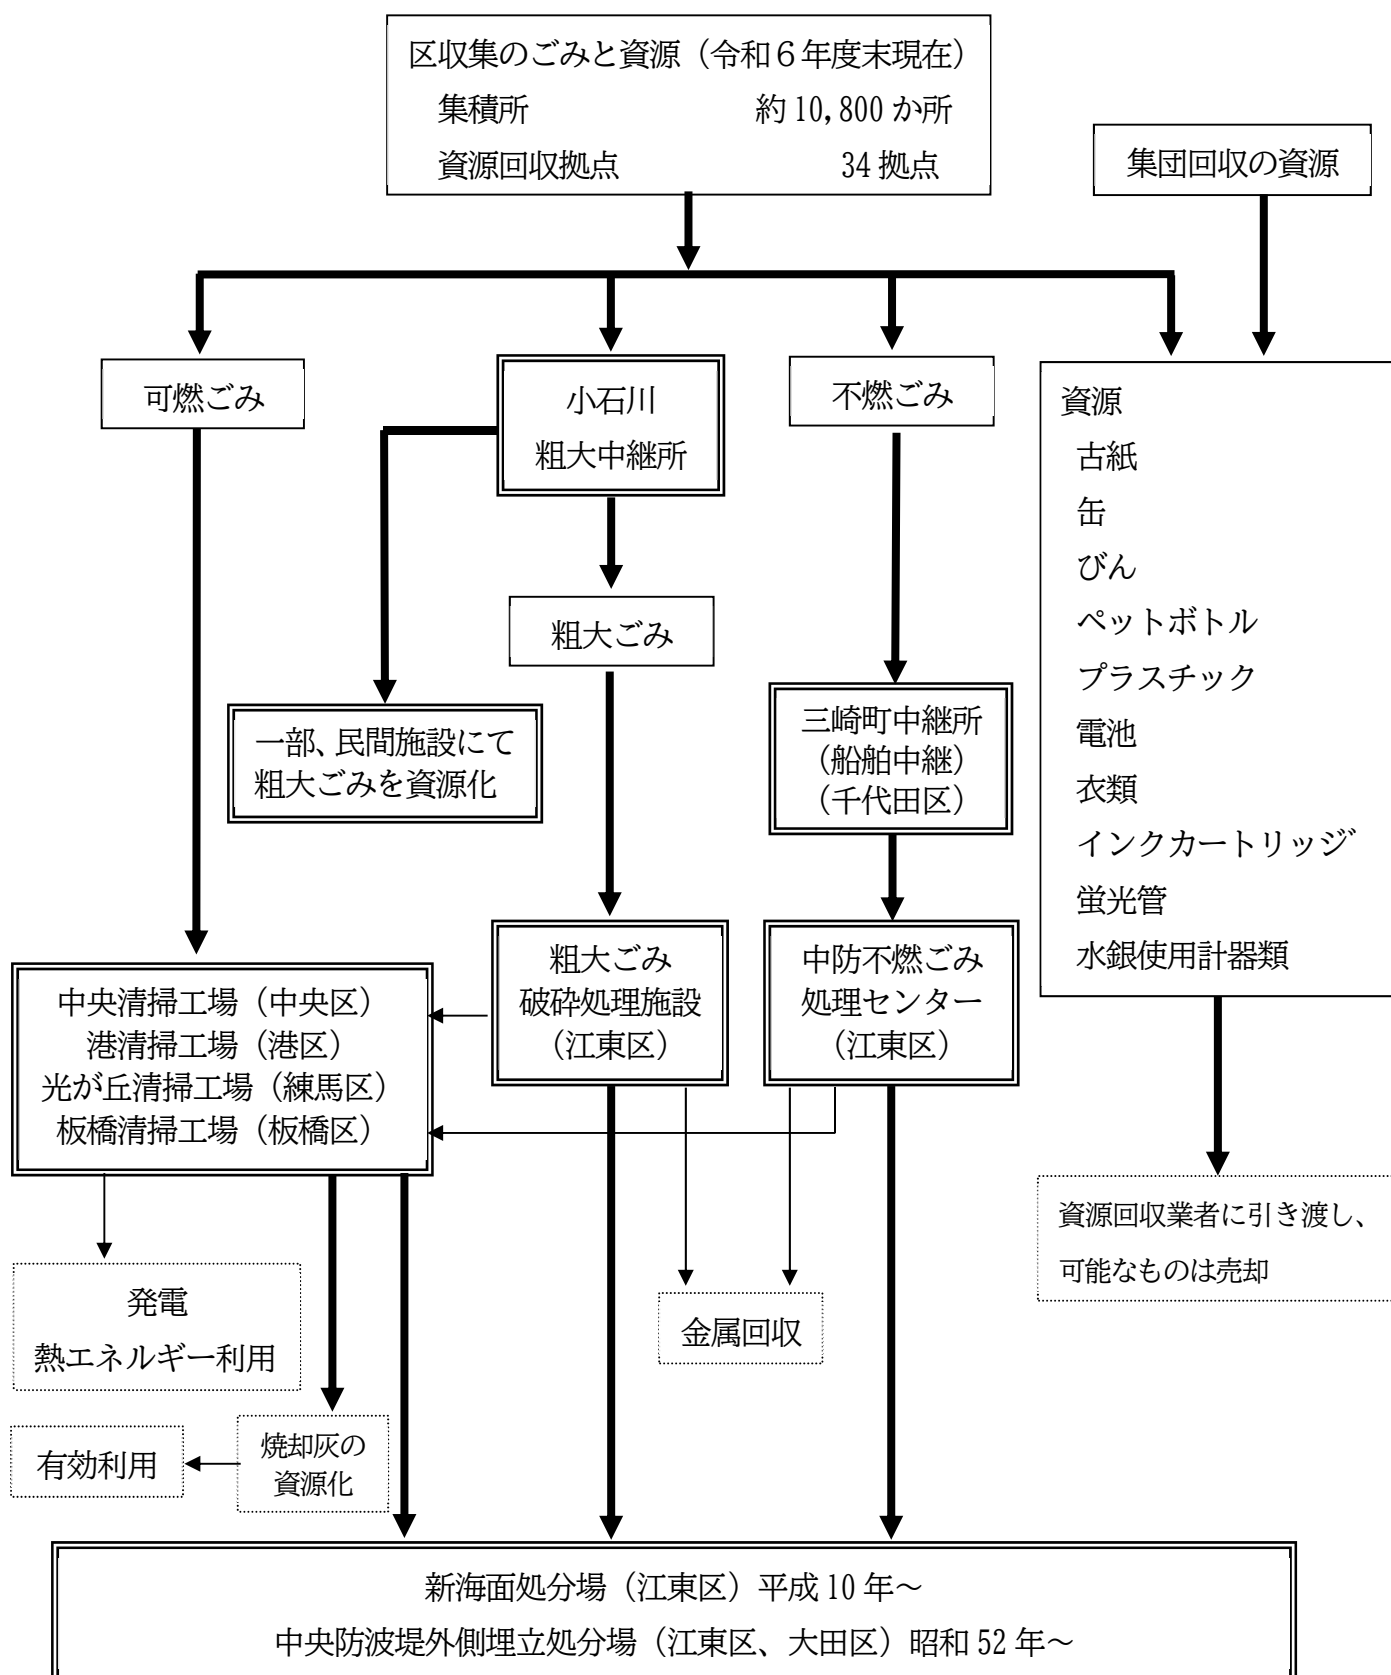 区収集のごみと資源（令和６年度末現在）
集積所 約10,800か所
資源回収拠点 34拠点
集団回収の資源
可燃ごみ
小石川
粗大中継所
不燃ごみ
資源
古紙
缶
びん
ペットボトル
プラスチック
電池
衣類
インクカートリッジ
蛍光管
水銀使用計器類
粗大ごみ
一部、民間施設にて
粗大ごみを資源化
三崎町中継所
（船舶中継）
（千代田区）
中央清掃工場（中央区）
港清掃工場（港区）
光が丘清掃工場（練馬区）
板橋清掃工場（板橋区）
粗大ごみ
破砕処理施設
（江東区）
中防不燃ごみ
処理センター
（江東区）
資源回収業者に引き渡し、
可能なものは売却
発電
熱エネルギー利用
金属回収
有効利用
焼却灰の
資源化
新海面処分場（江東区）平成10年～
中央防波堤外側埋立処分場（江東区、大田区）昭和52年～